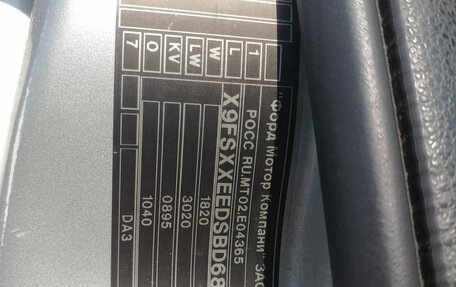 "Форд Мотор Компани" ЗАО
РОСС RU.MT02.E04365
X9FSXXEEDSBD68
1820
3020
0895
1040
DA3
1 L W LW KV O 7